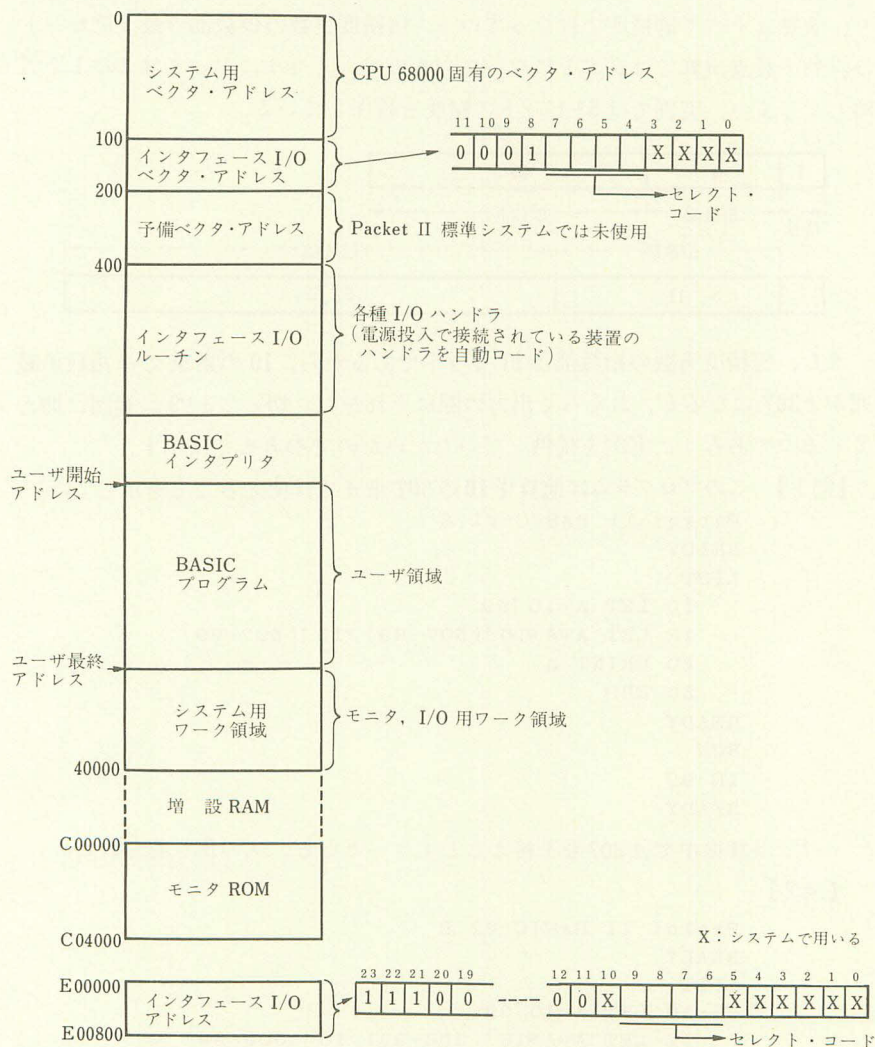 0
システム用
ベクタ・アドレス
CPU 68000 固有のベクタ・アドレス
100
インタフェース I/O
ベクタ・アドレス
11 10 9 8 7 6 5 4 3 2 1 0
0 0 0 1 X X X X
セレクト・
コード
200
予備ベクタ・アドレス
Packet II 標準システムでは未使用
400
インタフェース I/O
ルーチン
各種 I/O ハンドラ
(電源投入で接続されている装置の
ハンドラを自動ロード)
BASIC
インタプリタ
ユーザ開始
アドレス
BASIC
プログラム
ユーザ領域
ユーザ最終
アドレス
システム用
ワーク領域
モニタ, I/O 用ワーク領域
40000
増 設 RAM
C00000
モニタ ROM
C04000
X:システムで用いる
E00000
インタフェース I/O
アドレス
E00800
23 22 21 20 19 12 11 10 9 8 7 6 5 4 3 2 1 0
1 1 1 0 0 0 0 X X X X X X X
セレクト・コード